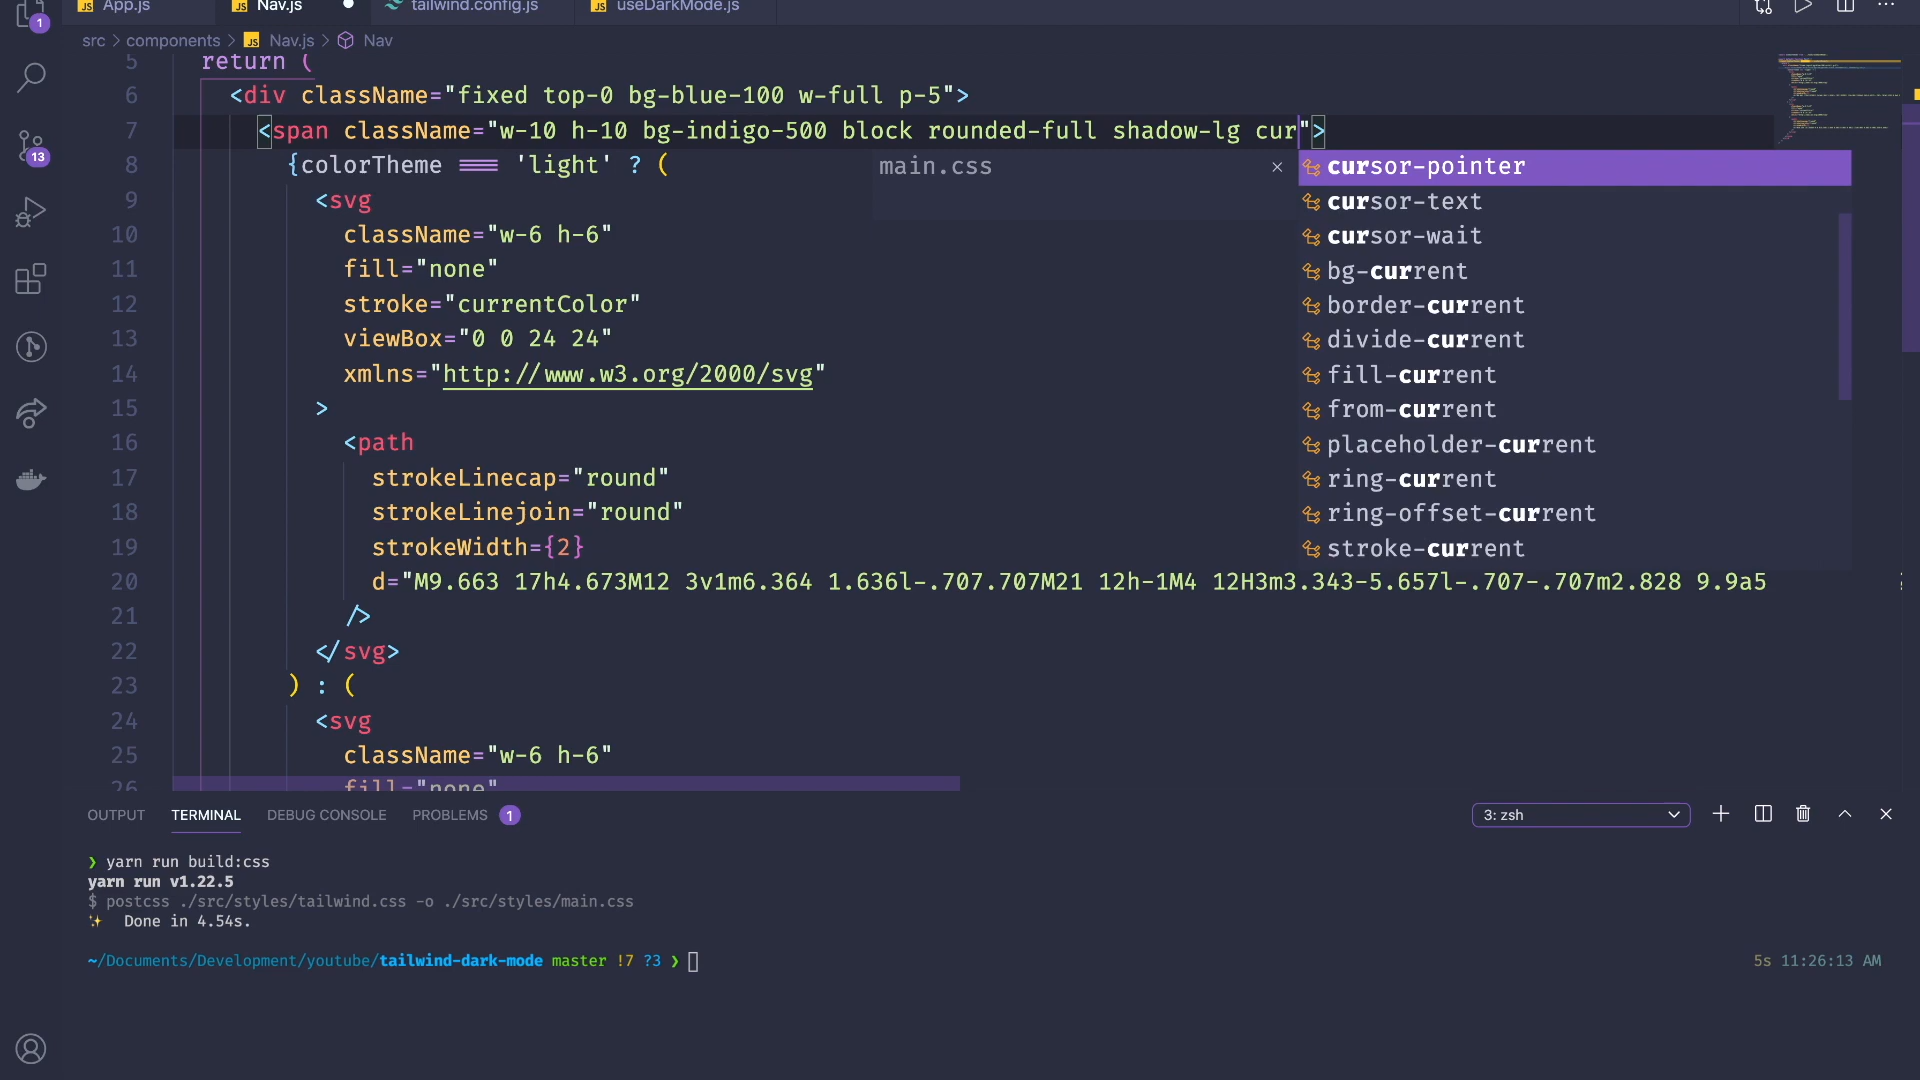 1
JS App.js
JS Nav.js
tailwind.config.js
JS useDarkMode.js
src > components > JS Nav.js > Nav
13
5 return (
6 <div className="fixed top-0 bg-blue-100 w-full p-5">
7 <span className="w-10 h-10 bg-indigo-500 block rounded-full shadow-lg cur">
8 {colorTheme === 'light' ? (
9 <svg
10 className="w-6 h-6"
11 fill="none"
12 stroke="currentColor"
13 viewBox="0 0 24 24"
14 xmlns="http://www.w3.org/2000/svg"
15 >
16 <path
17 strokeLinecap="round"
18 strokeLinejoin="round"
19 strokeWidth={2}
20 d="M9.663 17h4.673M12 3v1m6.364 1.636l-.707.707M21 12h-1M4 12H3m3.343-5.657l-.707-.707m2.828 9.9a5
21 />
22 </svg>
23 ) : (
24 <svg
25 className="w-6 h-6"
26 fill="none"
main.css ×
cursor-pointer
cursor-text
cursor-wait
bg-current
border-current
divide-current
fill-current
from-current
placeholder-current
ring-current
ring-offset-current
stroke-current
OUTPUT TERMINAL DEBUG CONSOLE PROBLEMS 1
3: zsh
❯ yarn run build:css
yarn run v1.22.5
$ postcss ./src/styles/tailwind.css -o ./src/styles/main.css
✨ Done in 4.54s.
~/Documents/Development/youtube/tailwind-dark-mode master !7 ?3 ❯
5s 11:26:13 AM